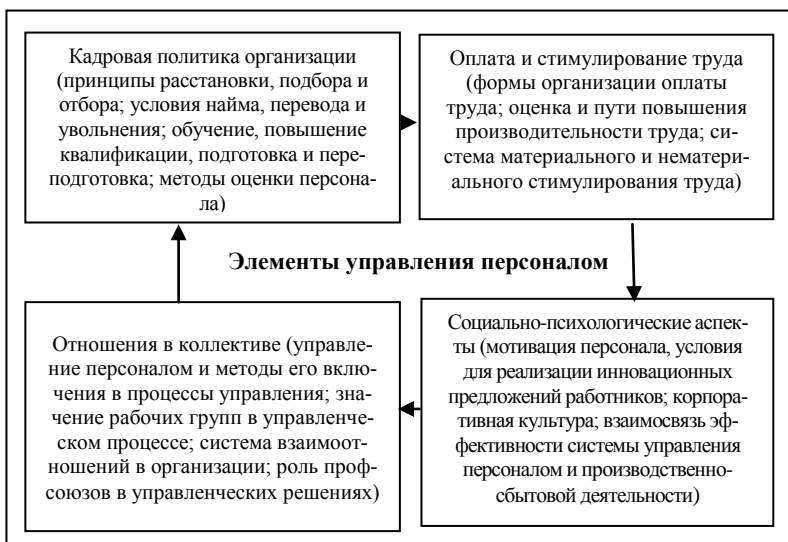 Кадровая политика организации
(принципы расстановки, подбора и
отбора; условия найма, перевода и
увольнения; обучение, повышение
квалификации, подготовка и пере-
подготовка; методы оценки персона-
ла)
Оплата и стимулирование труда
(формы организации оплаты
труда; оценка и пути повышения
производительности труда; си-
стема материального и нематери-
ального стимулирования труда)
Элементы управления персоналом
Отношения в коллективе (управле-
ние персоналом и методы его вклю-
чения в процессы управления; зна-
чение рабочих групп в управленче-
ском процессе; система взаимоот-
ношений в организации; роль проф-
союзов в управленческих решениях)
Социально-психологические аспек-
ты (мотивация персонала, условия
для реализации инновационных
предложений работников; корпора-
тивная культура; взаимосвязь эф-
фективности системы управления
персоналом и производственно-
сбытовой деятельности)